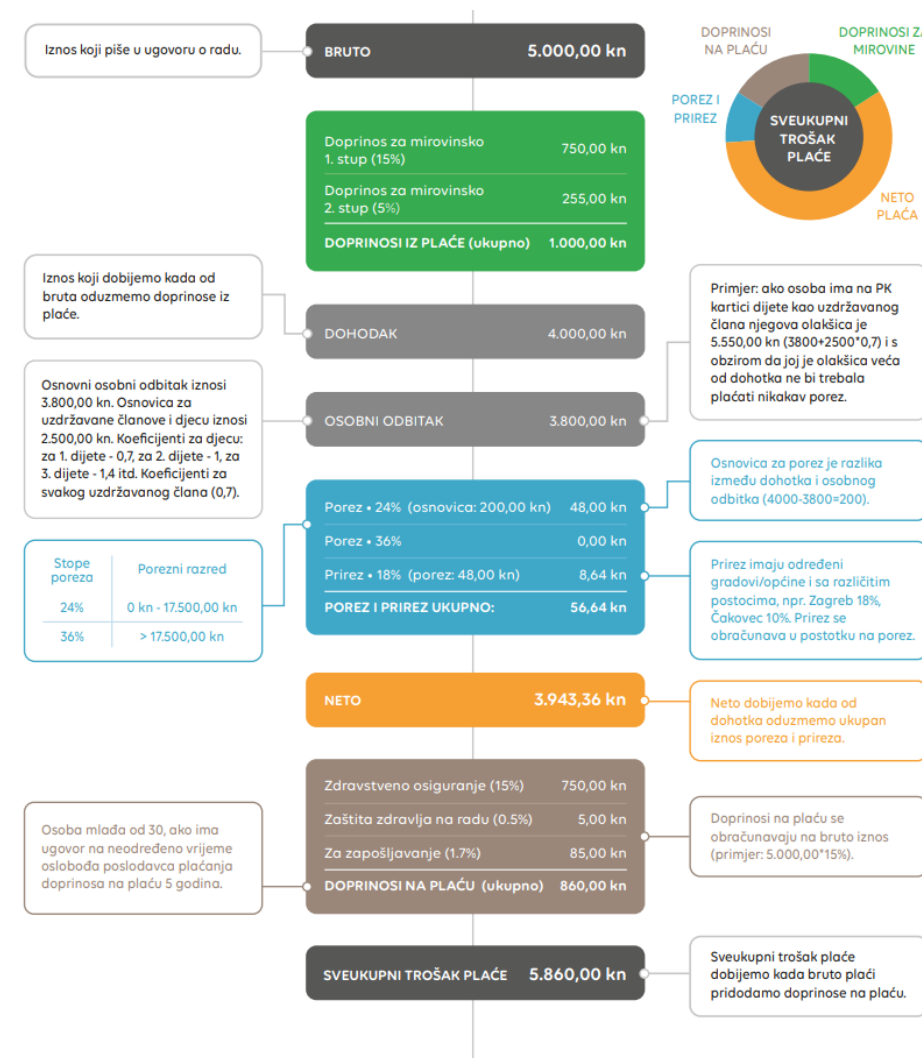 Iznos koji piše u ugovoru o radu.
BRUTO 5.000,00 kn
DOPRINOSI
NA PLAĆU
DOPRINOSI ZA
MIROVINE
POREZ I
PRIREZ
SVEUKUPNI
TROŠAK
PLAĆE
NETO
PLAĆA
Doprinos za mirovinsko
1. stup (15%) 750,00 kn
Doprinos za mirovinsko
2. stup (5%) 255,00 kn
DOPRINOSI IZ PLAĆE (ukupno) 1.000,00 kn
Iznos koji dobijemo kada od
bruta oduzmemo doprinose iz
plaće.
DOHODAK 4.000,00 kn
Primjer: ako osoba ima na PK
kartici dijete kao uzdržavanog
člana njegova olakšica je
5.550,00 kn (3800+2500*0,7) i s
obzirom da joj je olakšica veća
od dohotka ne bi trebala
plaćati nikakav porez.
Osnovni osobni odbitak iznosi
3.800,00 kn. Osnovica za
uzdržavane članove i djecu iznosi
2.500,00 kn. Koeficijenti za djecu:
za 1. dijete - 0,7, za 2. dijete - 1, za
3. dijete - 1,4 itd. Koeficijenti za
svakog uzdržavanog člana (0,7).
OSOBNI ODBITAK 3.800,00 kn
Osnovica za porez je razlika
između dohotka i osobnog
odbitka (4000-3800=200).
Porez • 24% (osnovica: 200,00 kn) 48,00 kn
Porez • 36% 0,00 kn
Prirez • 18% (porez: 48,00 kn) 8,64 kn
POREZ I PRIREZ UKUPNO: 56,64 kn
Stope
poreza
Porezni razred
24% 0 kn - 17.500,00 kn
36% > 17.500,00 kn
Prirez imaju određeni
gradovi/općine i sa različitim
postocima, npr. Zagreb 18%,
Čakovec 10%. Prirez se
obračunava u postotku na porez.
NETO 3.943,36 kn
Neto dobijemo kada od
dohotka oduzmemo ukupan
iznos poreza i prireza.
Zdravstveno osiguranje (15%) 750,00 kn
Zaštita zdravlja na radu (0.5%) 5,00 kn
Za zapošljavanje (1.7%) 85,00 kn
DOPRINOSI NA PLAĆU (ukupno) 860,00 kn
Osoba mlađa od 30, ako ima
ugovor na neodređeno vrijeme
oslobođa poslodavca plaćanja
doprinosa na plaću 5 godina.
Doprinosi na plaću se
obračunavaju na bruto iznos
(primjer: 5.000,00*15%).
SVEUKUPNI TROŠAK PLAĆE 5.860,00 kn
Sveukupni trošak plaće
dobijemo kada bruto plaći
pridodamo doprinose na plaću.